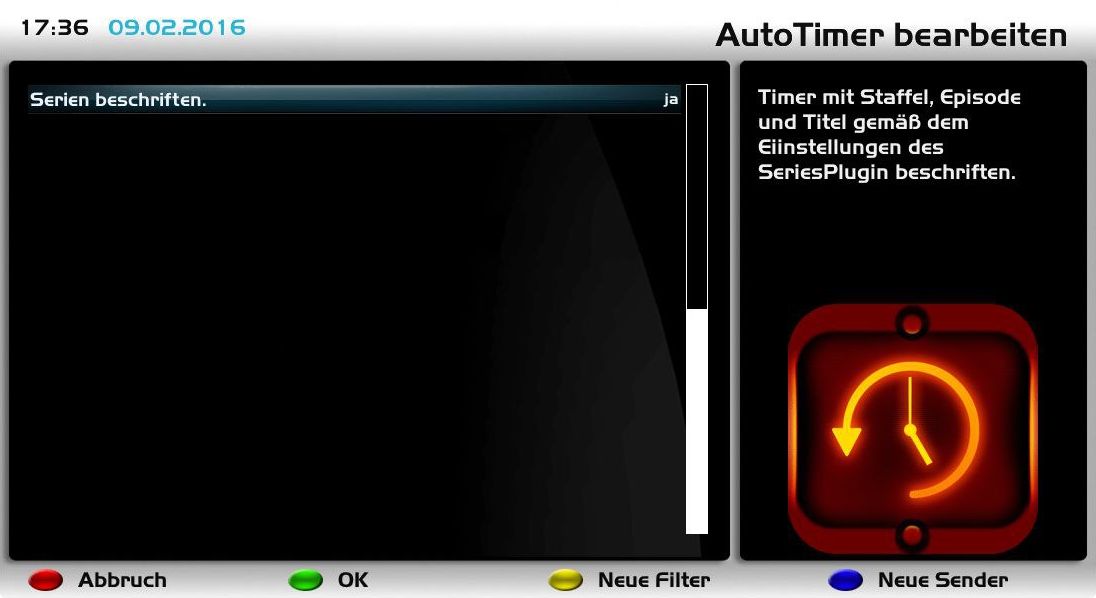 17:36 09.02.2016
AutoTimer bearbeiten
Serien beschriften. ja
Timer mit Staffel, Episode
und Titel gemäß dem
Eiinstellungen des
SeriesPlugin beschriften.
Abbruch OK Neue Filter Neue Sender